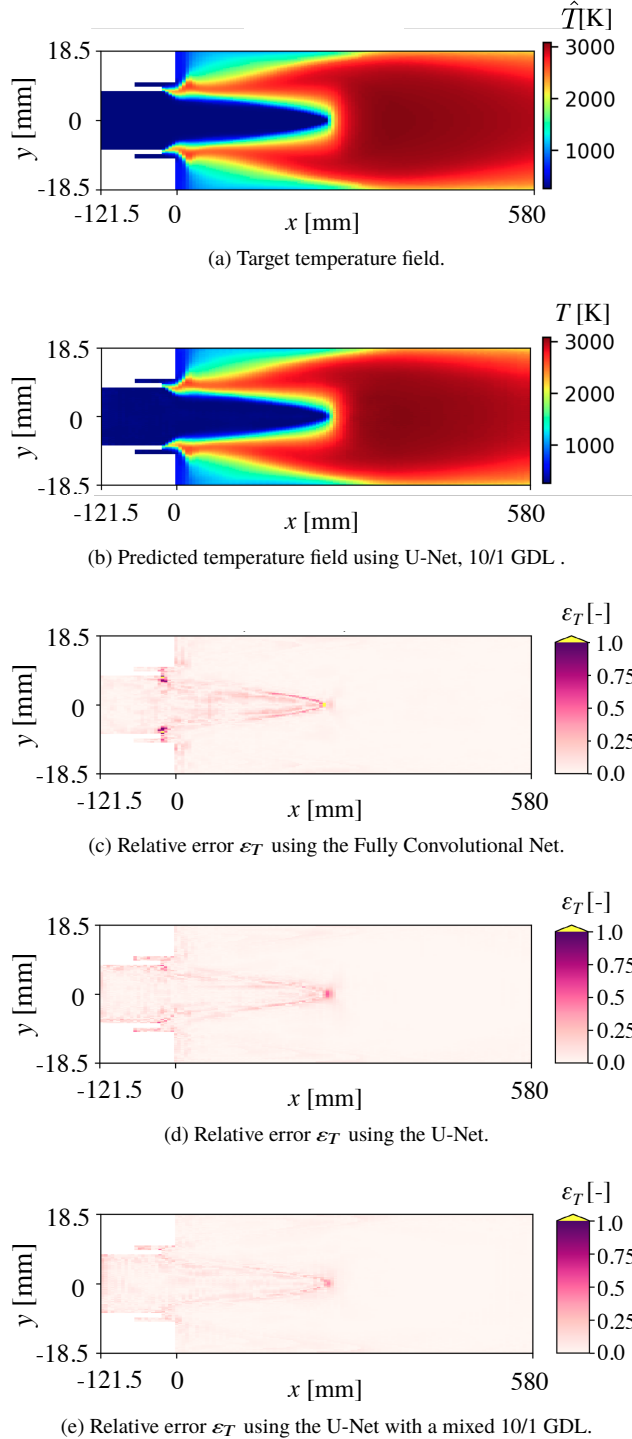 T̂[K]
18.5
3000
y [mm]
0
2000
1000
-18.5
-121.5 0 x [mm] 580
(a) Target temperature field.
T [K]
18.5
3000
y [mm]
0
2000
1000
-18.5
-121.5 0 x [mm] 580
(b) Predicted temperature field using U-Net, 10/1 GDL .
ε_T [-]
18.5
1.0
0.75
y [mm]
0
0.5
0.25
-18.5
0.0
-121.5 0 x [mm] 580
(c) Relative error ε_T using the Fully Convolutional Net.
ε_T [-]
18.5
1.0
0.75
y [mm]
0
0.5
0.25
-18.5
0.0
-121.5 0 x [mm] 580
(d) Relative error ε_T using the U-Net.
ε_T [-]
18.5
1.0
0.75
y [mm]
0
0.5
0.25
-18.5
0.0
-121.5 0 x [mm] 580
(e) Relative error ε_T using the U-Net with a mixed 10/1 GDL.